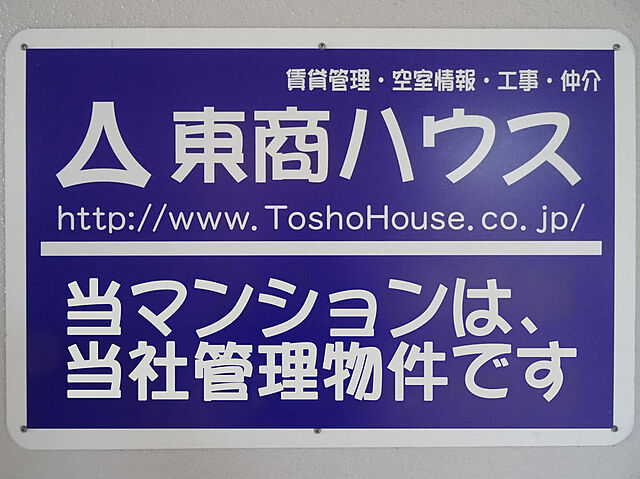 賃貸管理・空室情報・工事・仲介
東商ハウス
http://www.ToshoHouse.co.jp/
当マンションは、
当社管理物件です